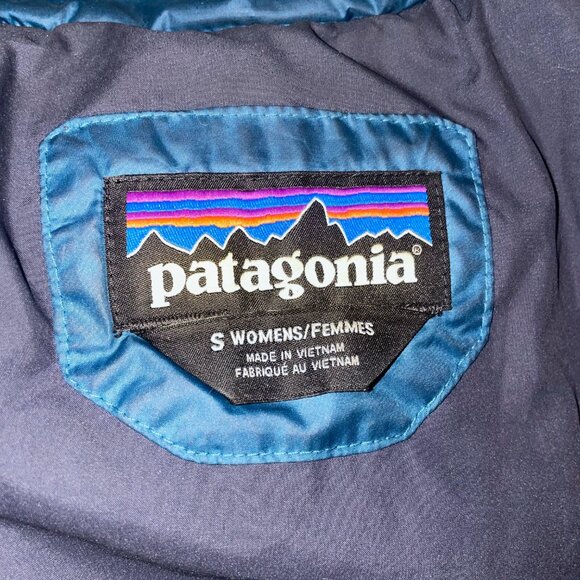 patagonia®
S WOMENS/FEMMES
MADE IN VIETNAM
FABRIQUÉ AU VIETNAM